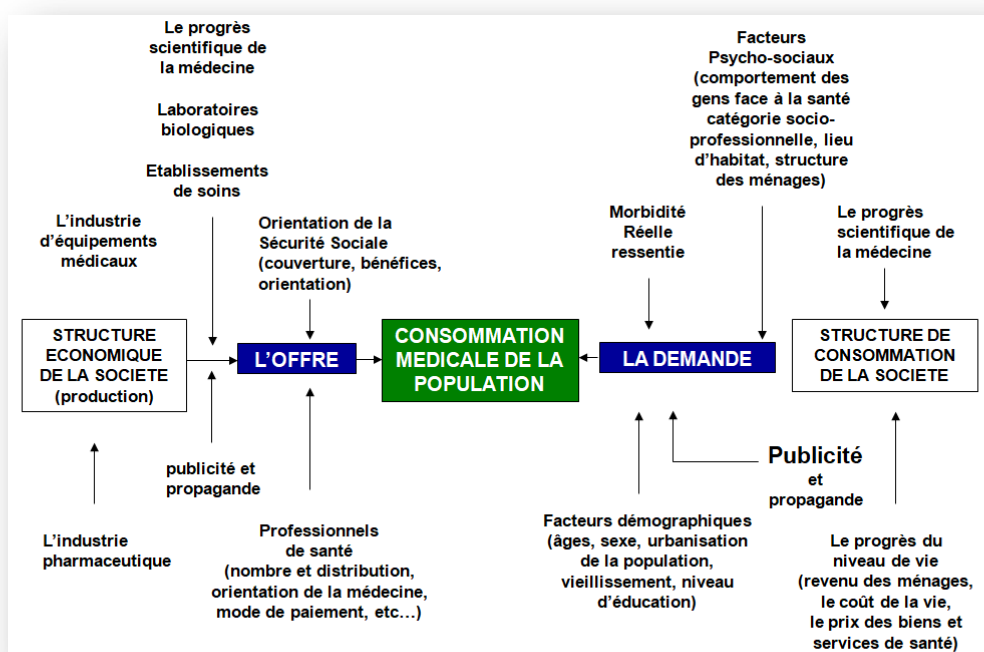 Le progrès
scientifique de
la médecine
Laboratoires
biologiques
Etablissements
de soins
L'industrie
d'équipements
médicaux
Orientation de la
Sécurité Sociale
(couverture, bénéfices,
orientation)
Facteurs
Psycho-sociaux
(comportement des
gens face à la santé
catégorie socio-
professionnelle, lieu
d'habitat, structure
des ménages)
Morbidité
Réelle
ressentie
Le progrès
scientifique de
la médecine
STRUCTURE
ECONOMIQUE
DE LA SOCIETE
(production)
L'OFFRE
CONSOMMATION
MEDICALE DE LA
POPULATION
LA DEMANDE
STRUCTURE DE
CONSOMMATION
DE LA SOCIETE
publicité et
propagande
Publicité
et
propagande
L'industrie
pharmaceutique
Professionnels
de santé
(nombre et distribution,
orientation de la médecine,
mode de paiement, etc…)
Facteurs démographiques
(âges, sexe, urbanisation
de la population,
vieillissement, niveau
d'éducation)
Le progrès du
niveau de vie
(revenu des ménages,
le coût de la vie,
le prix des biens et
services de santé)